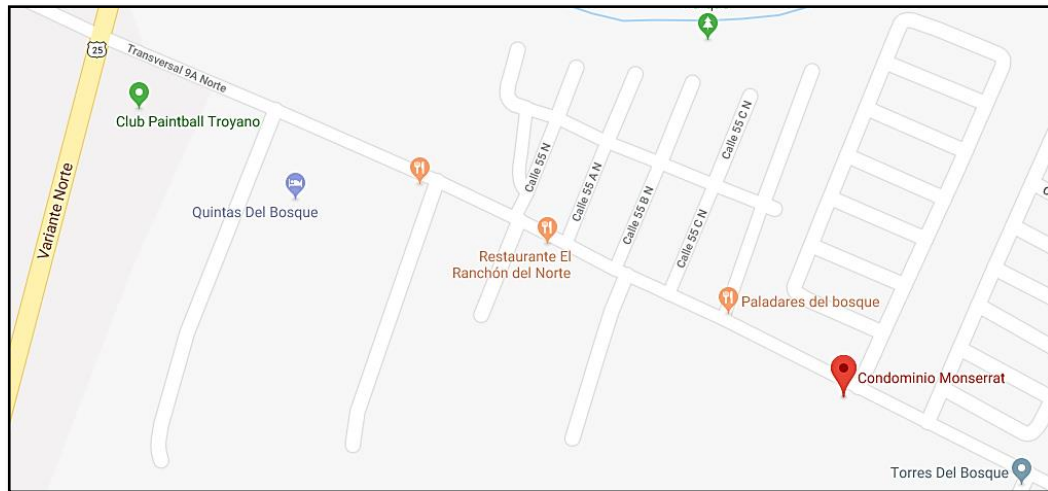 25
Transversal 9A Norte
Club Paintball Troyano
Variante Norte
Quintas Del Bosque
Calle 55 N
Calle 55 A N
Calle 55 B N
Calle 55 C N
Calle 55 C N
Restaurante El
Ranchón del Norte
Paladares del bosque
Condominio Monserrat
Torres Del Bosque